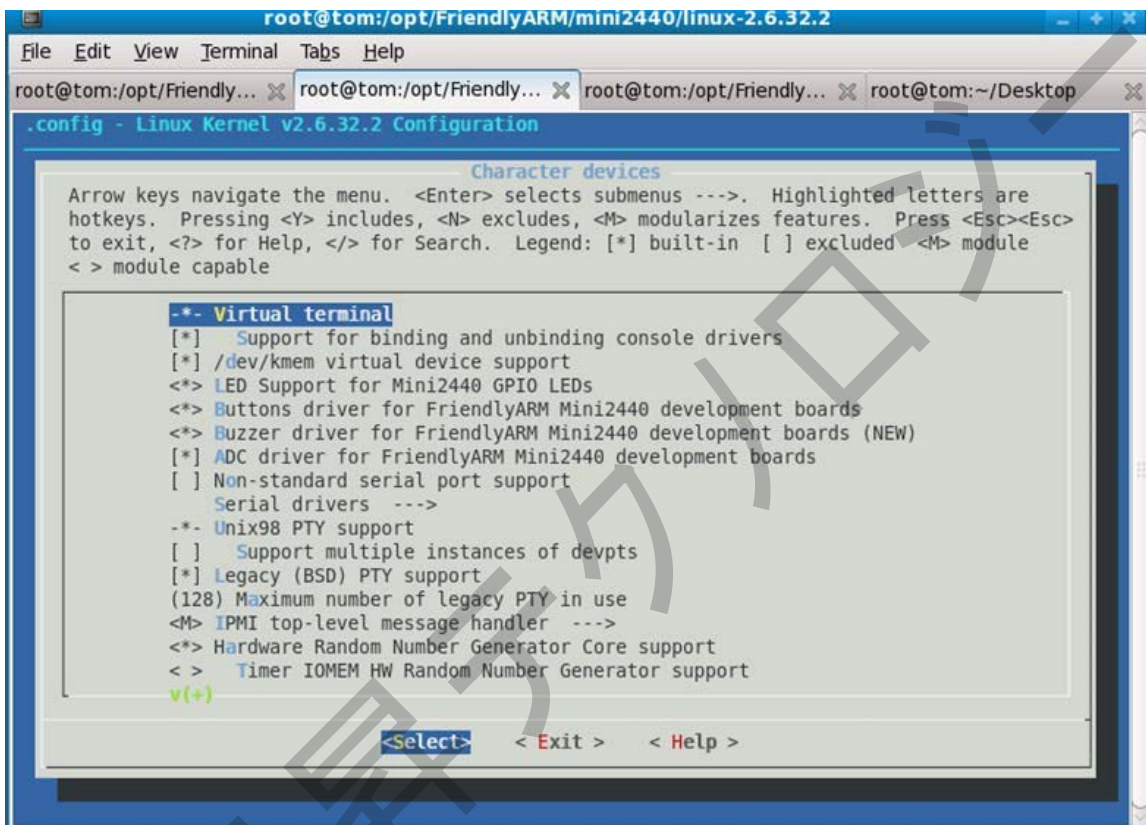 root@tom:/opt/FriendlyARM/mini2440/linux-2.6.32.2
File Edit View Terminal Tabs Help
root@tom:/opt/Friendly... root@tom:/opt/Friendly... root@tom:/opt/Friendly... root@tom:~/Desktop
.config - Linux Kernel v2.6.32.2 Configuration
Character devices
Arrow keys navigate the menu. <Enter> selects submenus --->. Highlighted letters are
hotkeys. Pressing <Y> includes, <N> excludes, <M> modularizes features. Press <Esc><Esc>
to exit, <?> for Help, </> for Search. Legend: [*] built-in [ ] excluded <M> module
< > module capable
-*- Virtual terminal
[*] Support for binding and unbinding console drivers
[*] /dev/kmem virtual device support
<*> LED Support for Mini2440 GPIO LEDs
<*> Buttons driver for FriendlyARM Mini2440 development boards
<*> Buzzer driver for FriendlyARM Mini2440 development boards (NEW)
[*] ADC driver for FriendlyARM Mini2440 development boards
[ ] Non-standard serial port support
Serial drivers --->
-*- Unix98 PTY support
[ ] Support multiple instances of devpts
[*] Legacy (BSD) PTY support
(128) Maximum number of legacy PTY in use
<M> IPMI top-level message handler --->
<*> Hardware Random Number Generator Core support
< > Timer IOMEM HW Random Number Generator support
v(+)
<Select> < Exit > < Help >
昇テクノロジー